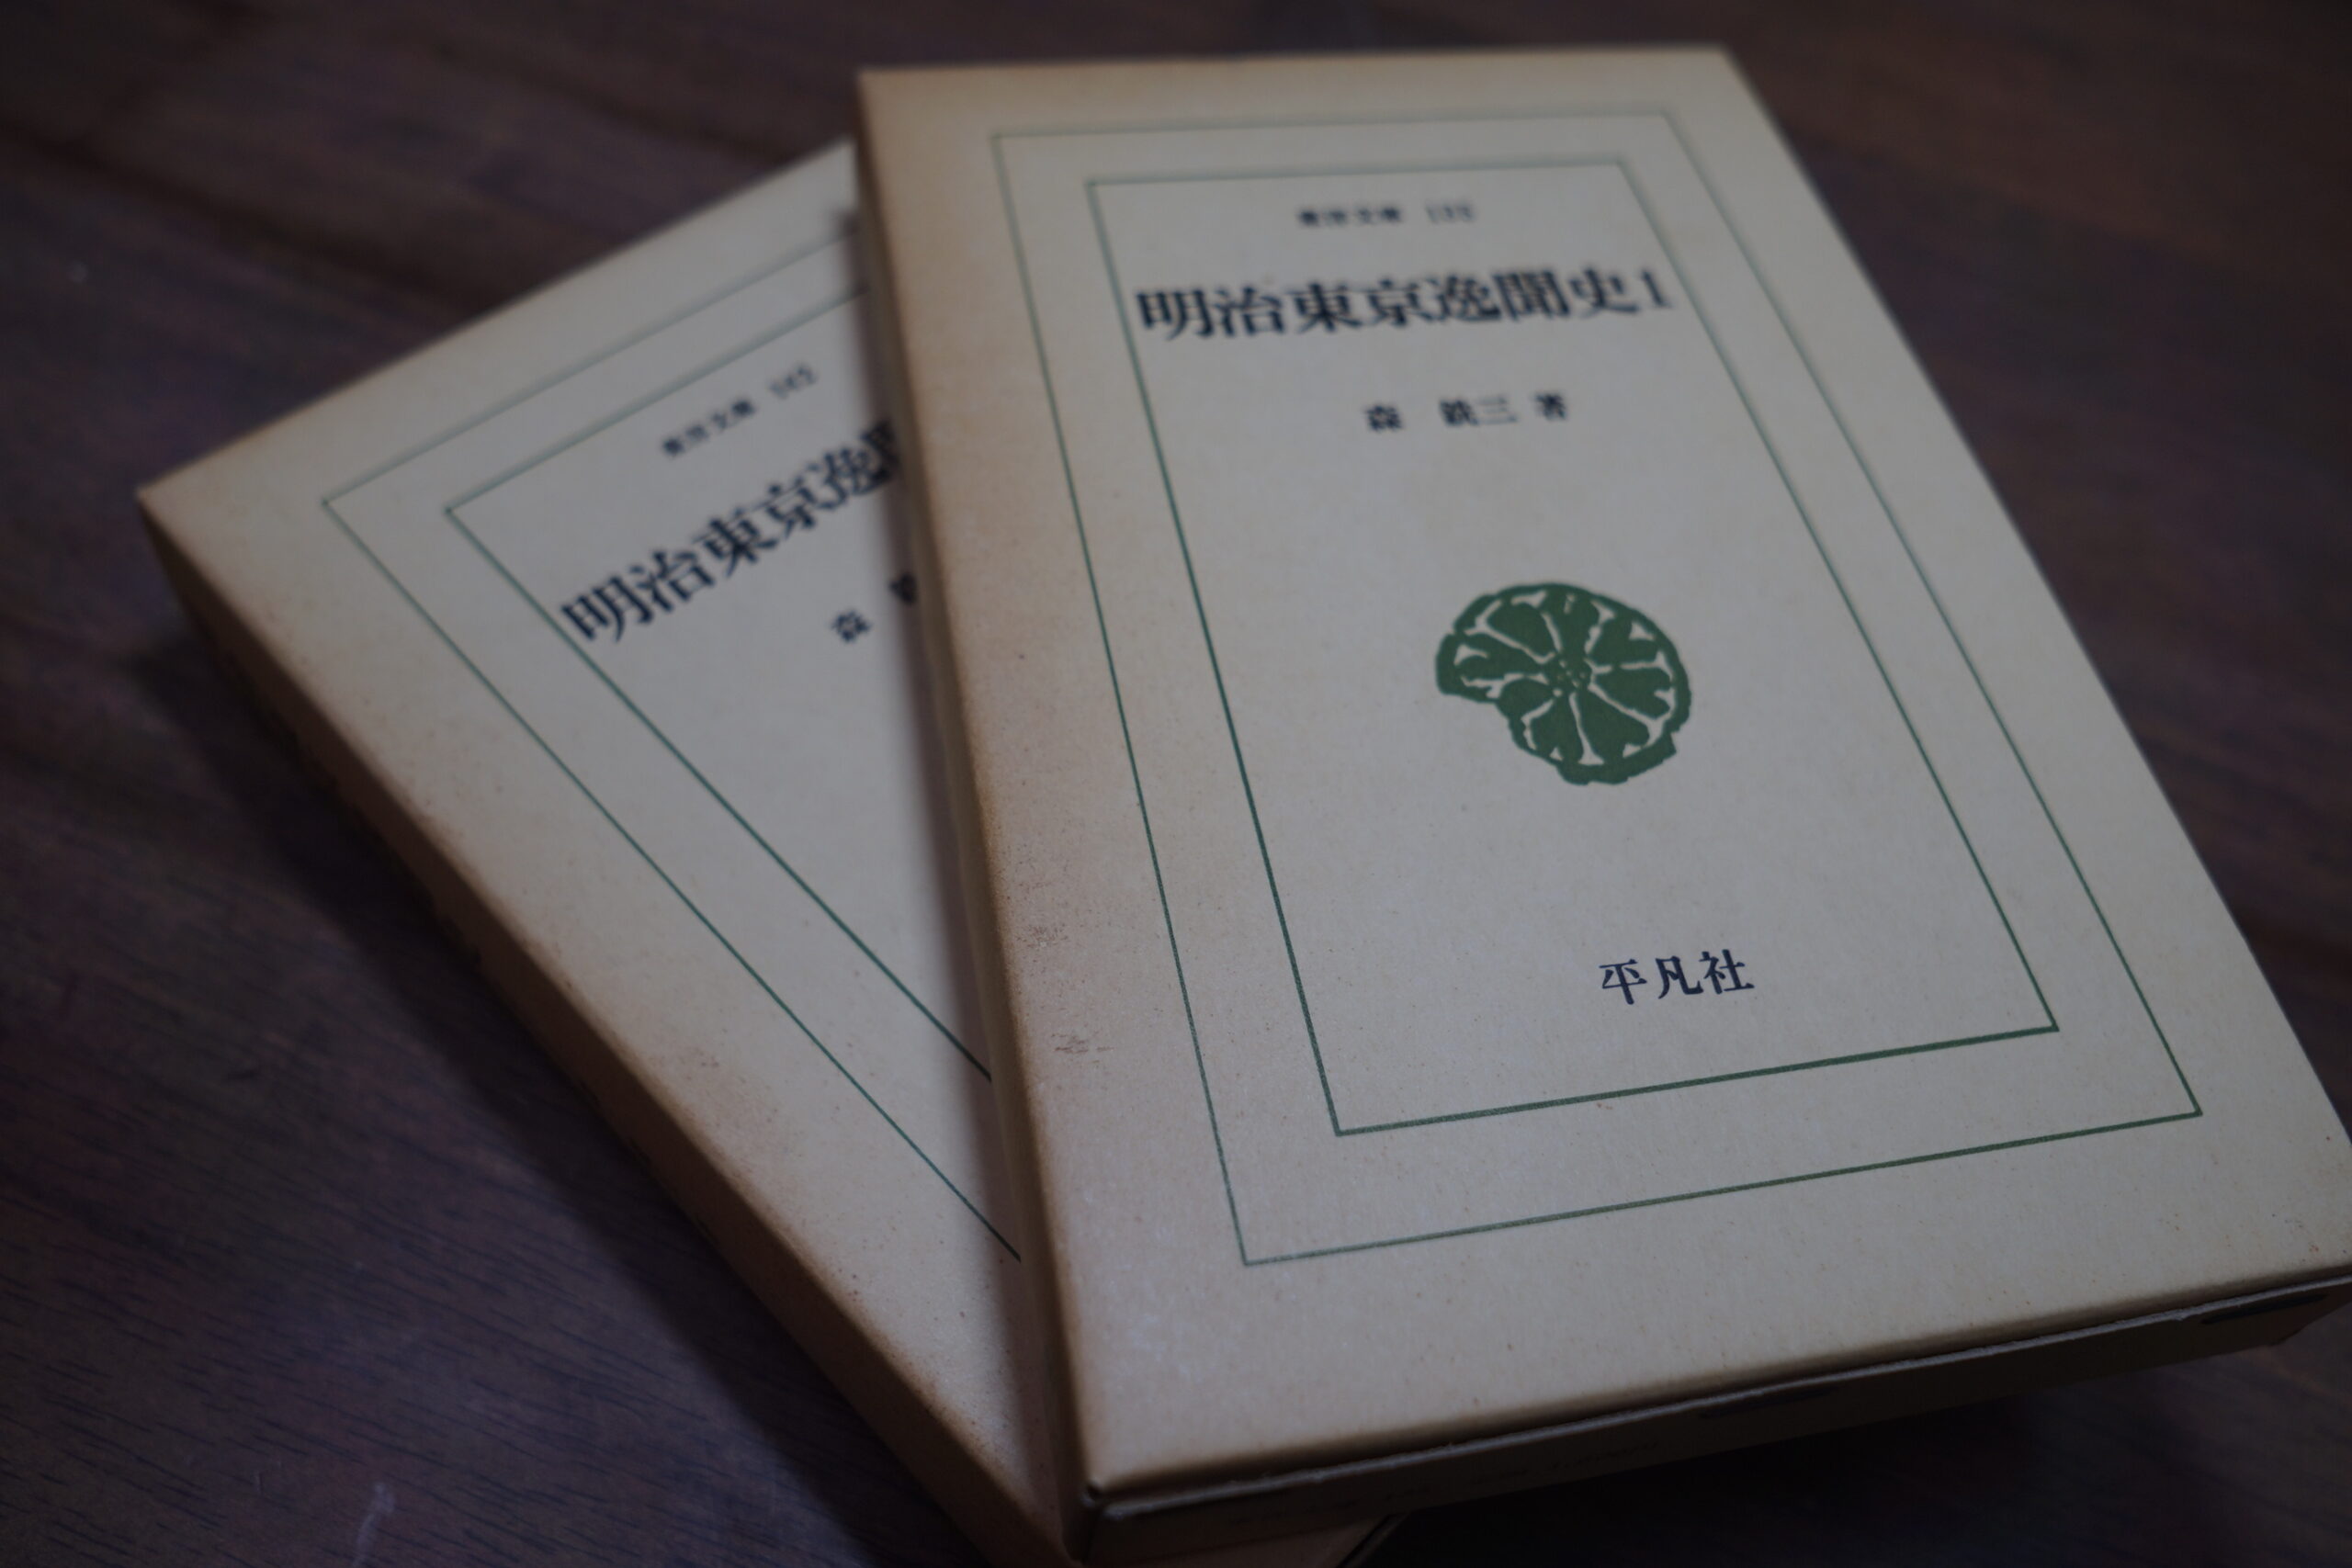 東洋文庫 135
明治東京逸聞史1
森 銑三 著
平凡社
東洋文庫 142
明治東京逸
森